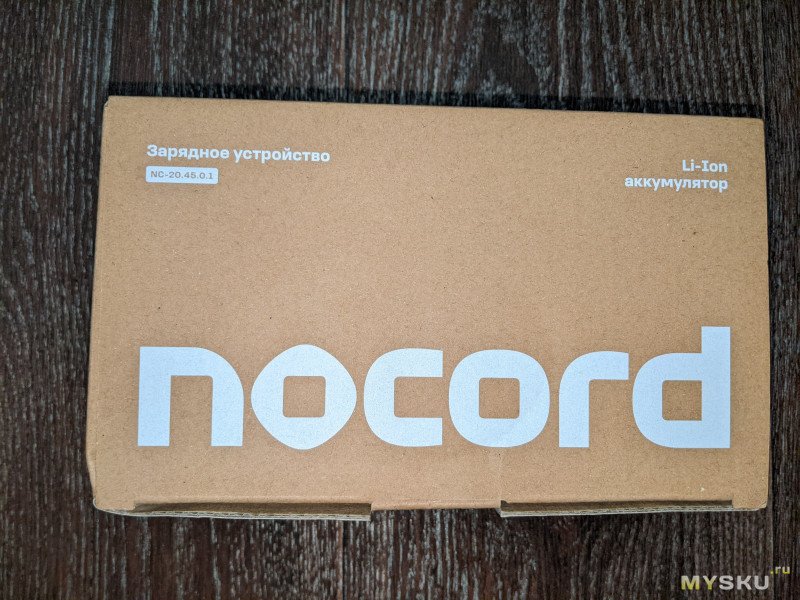 Зарядное устройство
NC-20.45.0.1
Li-Ion
аккумулятор
nocord
MYSKU.ru